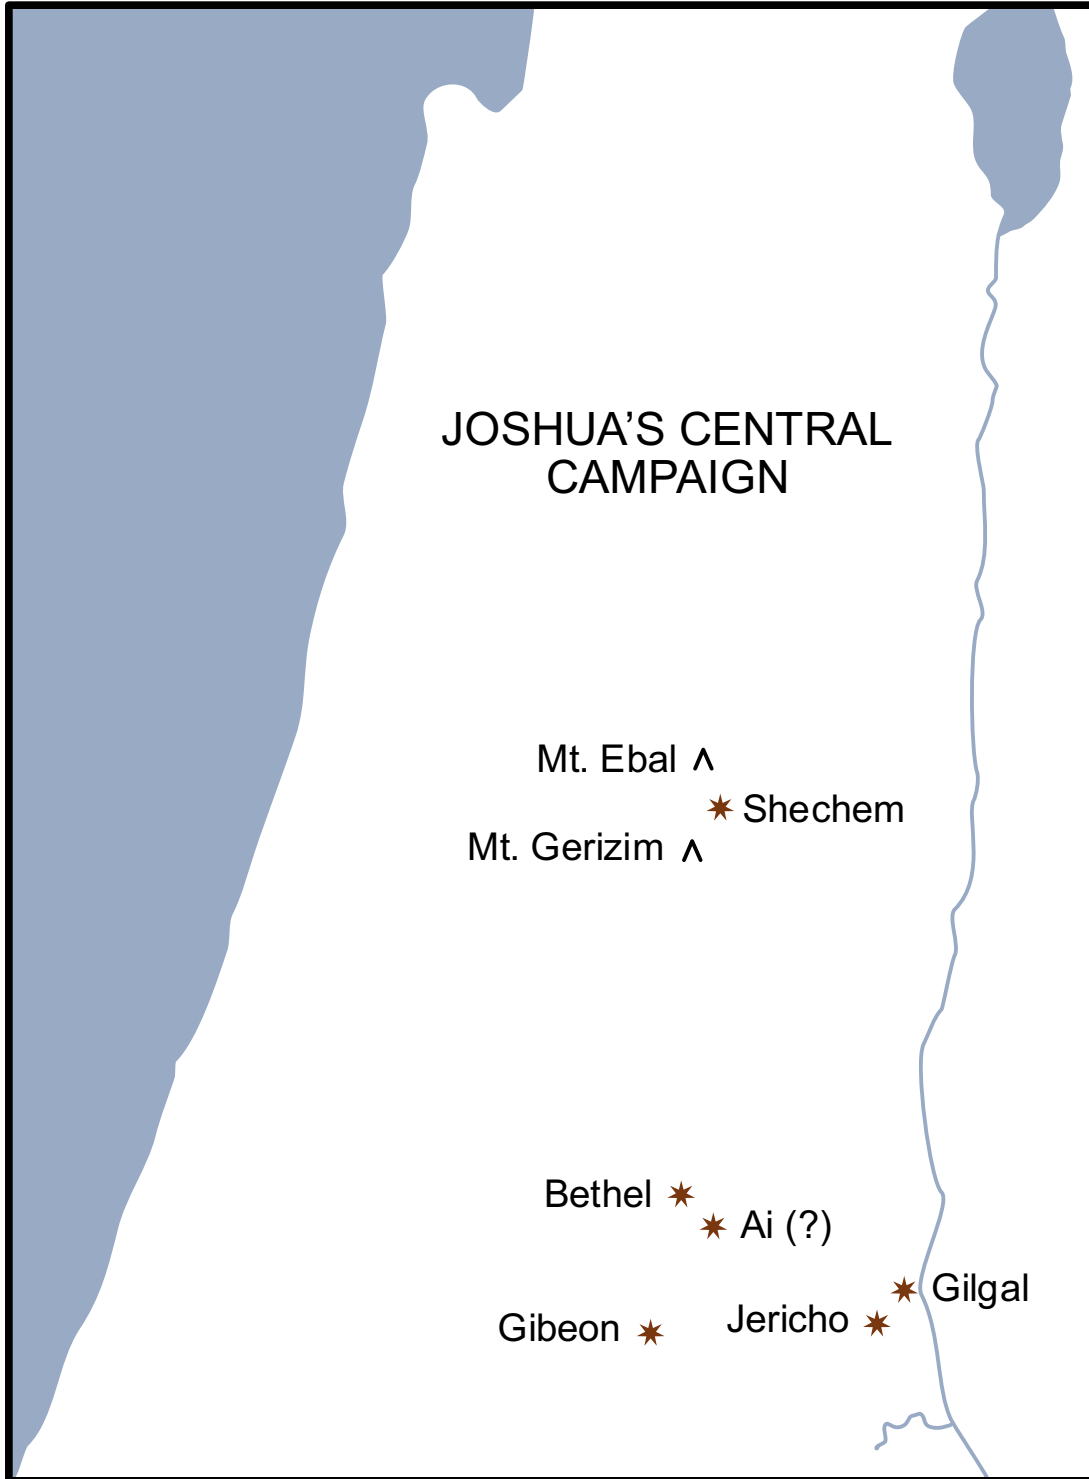 JOSHUA’S CENTRAL
CAMPAIGN
Mt. Ebal
Shechem
Mt. Gerizim
Bethel
Ai (?)
Gilgal
Jericho
Gibeon